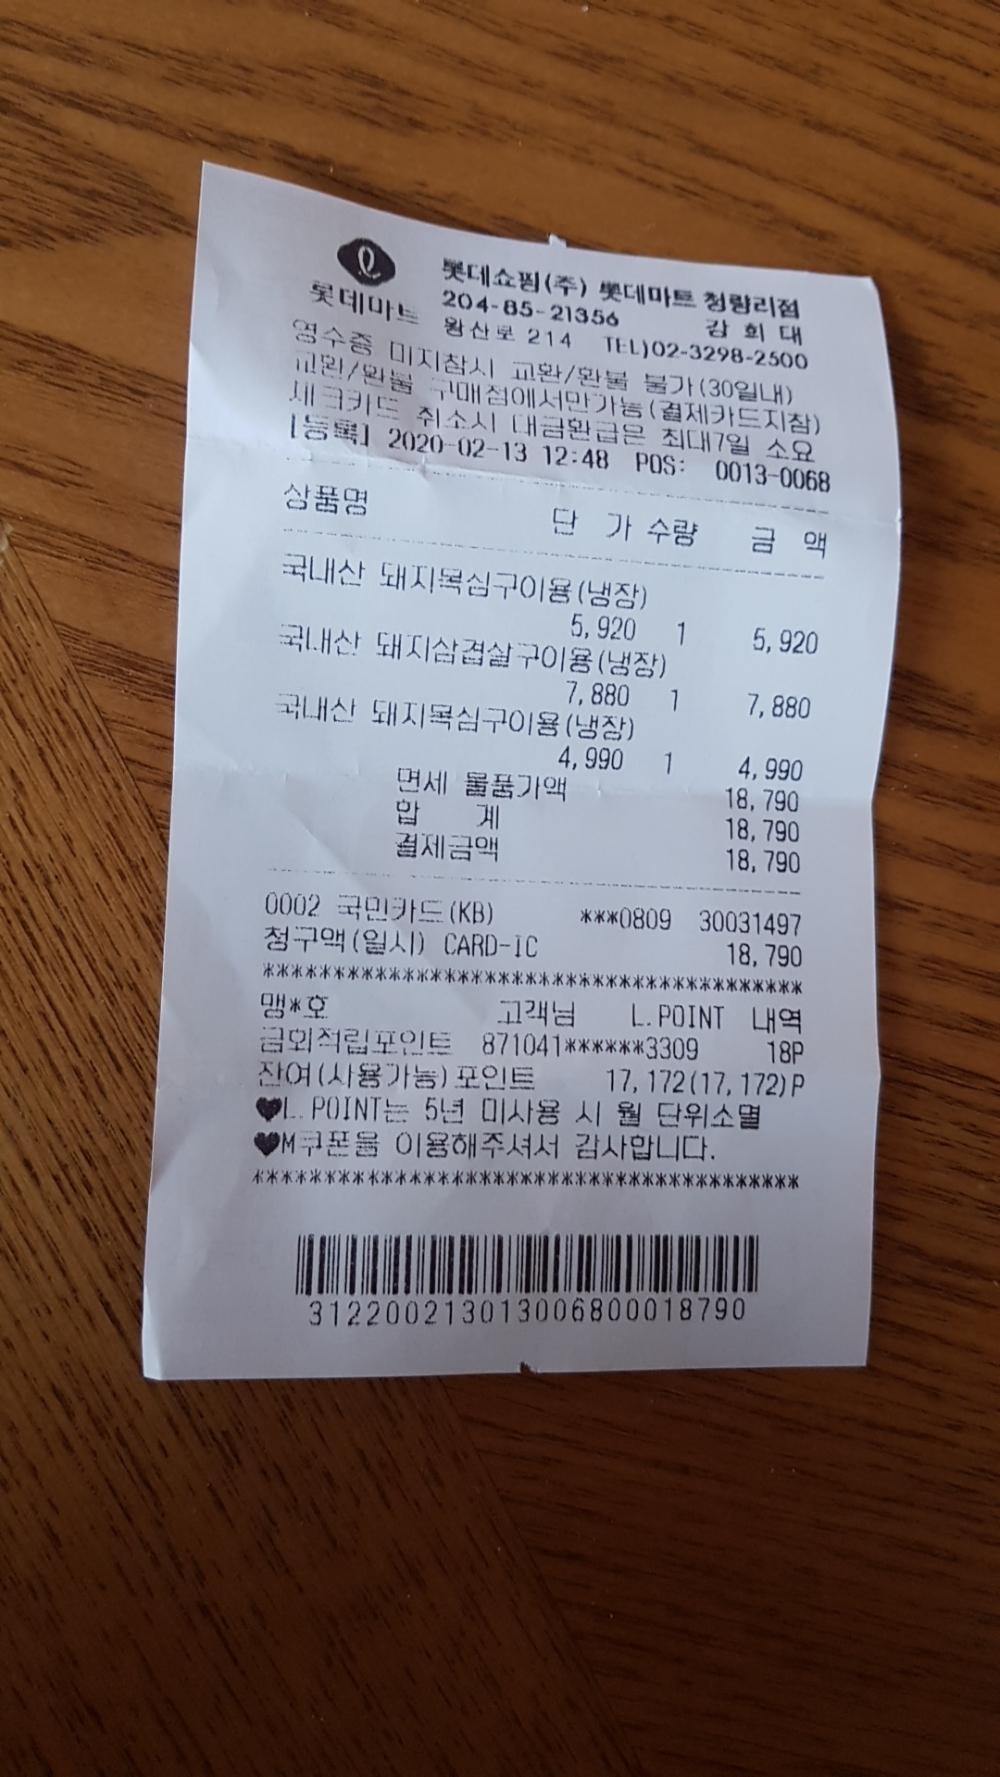 롯데쇼핑(주) 롯데마트 청량리점
롯데마트 204-85-21356 강 희 대
왕산로 214 TEL)02-3298-2500
영수증 미지참시 교환/환불 불가(30일내)
교환/환불 구매점에서만가능(결제카드지참)
체크카드 취소시 대금환급은 최대7일 소요
[등록] 2020-02-13 12:48 POS: 0013-0068
상품명 단 가 수량 금 액
국내산 돼지목심구이용(냉장)
5,920 1 5,920
국내산 돼지삼겹살구이용(냉장)
7,880 1 7,880
국내산 돼지목심구이용(냉장)
4,990 1 4,990
면세 물품가액 18,790
합 계 18,790
결제금액 18,790
0002 국민카드(KB) ***0809 30031497
청구액(일시) CARD-IC 18,790
***************************************
맹*호 고객님 L.POINT 내역
금회적립포인트 871041******3309 18P
잔여(사용가능)포인트 17,172(17,172)P
♥L.POINT는 5년 미사용 시 월 단위소멸
♥M쿠폰을 이용해주셔서 감사합니다.
***************************************
312200213013006800018790